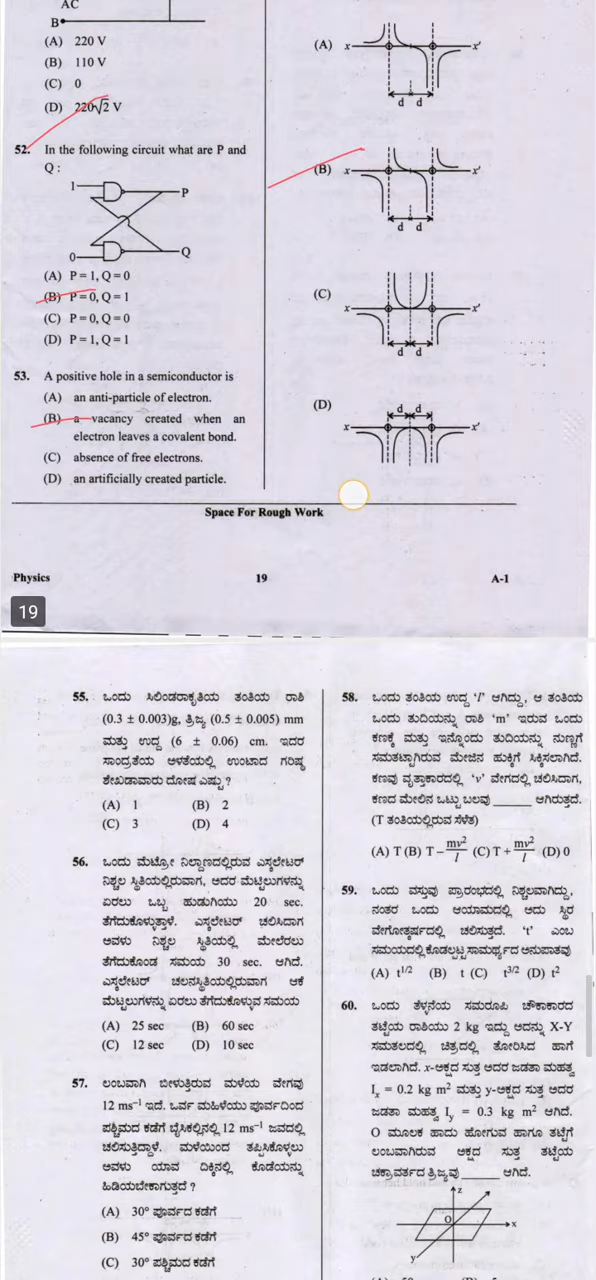 AC
B
(A) 220 V
(B) 110 V
(C) 0
(D) 220√2 V
52. In the following circuit what are P and
Q :
1
P
0
Q
(A) P = 1, Q = 0
(B) P = 0, Q = 1
(C) P = 0, Q = 0
(D) P = 1, Q = 1
53. A positive hole in a semiconductor is
(A) an anti-particle of electron.
(B) a vacancy created when an
electron leaves a covalent bond.
(C) absence of free electrons.
(D) an artificially created particle.
(A) x x'
d d
(B) x x'
d d
(C) x x'
d d
(D) d d
x x'
Space For Rough Work
Physics 19 A-1
19
55. ಒಂದು ಸಿಲಿಂಡರಾಕೃತಿಯ ತಂತಿಯ ರಾಶಿ
(0.3 ± 0.003)g, ತ್ರಿಜ್ಯ (0.5 ± 0.005) mm
ಮತ್ತು ಉದ್ದ (6 ± 0.06) cm. ಇದರ
ಸಾಂದ್ರತೆಯ ಅಳತೆಯಲ್ಲಿ ಉಂಟಾದ ಗರಿಷ್ಠ
ಶೇಖಡಾವಾರು ದೋಷ ಎಷ್ಟು ?
(A) 1 (B) 2
(C) 3 (D) 4
56. ಒಂದು ಮೆಟ್ರೋ ನಿಲ್ದಾಣದಲ್ಲಿರುವ ಎಸ್ಕಲೇಟರ್
ನಿಶ್ಚಲ ಸ್ಥಿತಿಯಲ್ಲಿರುವಾಗ, ಅದರ ಮೆಟ್ಟಿಲುಗಳನ್ನು
ಏರಲು ಒಬ್ಬ ಹುಡುಗಿಯು 20 sec.
ತೆಗೆದುಕೊಳ್ಳುತ್ತಾಳೆ. ಎಸ್ಕಲೇಟರ್ ಚಲಿಸಿದಾಗ
ಅವಳು ನಿಶ್ಚಲ ಸ್ಥಿತಿಯಲ್ಲಿ ಮೇಲೆರಲು
ತೆಗೆದುಕೊಂಡ ಸಮಯ 30 sec. ಆಗಿದೆ.
ಎಸ್ಕಲೇಟರ್ ಚಲನಸ್ಥಿತಿಯಲ್ಲಿರುವಾಗ ಆಕೆ
ಮೆಟ್ಟಲುಗಳನ್ನು ಏರಲು ತೆಗೆದುಕೊಳ್ಳುವ ಸಮಯ
(A) 25 sec (B) 60 sec
(C) 12 sec (D) 10 sec
57. ಲಂಬವಾಗಿ ಬೀಳುತ್ತಿರುವ ಮಳೆಯ ವೇಗವು
12 ms⁻¹ ಇದೆ. ಒರ್ವ ಮಹಿಳೆಯು ಪೂರ್ವದಿಂದ
ಪಶ್ಚಿಮದ ಕಡೆಗೆ ಬೈಸಿಕಲ್ಲಿನಲ್ಲಿ 12 ms⁻¹ ಜವದಲ್ಲಿ
ಚಲಿಸುತ್ತಿದ್ದಾಳೆ. ಮಳೆಯಿಂದ ತಪ್ಪಿಸಿಕೊಳ್ಳಲು
ಅವಳು ಯಾವ ದಿಕ್ಕಿನಲ್ಲಿ ಕೊಡೆಯನ್ನು
ಹಿಡಿಯಬೇಕಾಗುತ್ತದೆ ?
(A) 30° ಪೂರ್ವದ ಕಡೆಗೆ
(B) 45° ಪೂರ್ವದ ಕಡೆಗೆ
(C) 30° ಪಶ್ಚಿಮದ ಕಡೆಗೆ
58. ಒಂದು ತಂತಿಯ ಉದ್ದ 'l' ಆಗಿದ್ದು, ಆ ತಂತಿಯ
ಒಂದು ತುದಿಯನ್ನು ರಾಶಿ 'm' ಇರುವ ಒಂದು
ಕಣಕ್ಕೆ ಮತ್ತು ಇನ್ನೊಂದು ತುದಿಯನ್ನು ನುಣ್ಣಗೆ
ಸಮತಟ್ಟಾಗಿರುವ ಮೇಜಿನ ಹುಕ್ಕಿಗೆ ಸಿಕ್ಕಿಸಲಾಗಿದೆ.
ಕಣವು ವೃತ್ತಾಕಾರದಲ್ಲಿ 'v' ವೇಗದಲ್ಲಿ ಚಲಿಸಿದಾಗ,
ಕಣದ ಮೇಲಿನ ಒಟ್ಟು ಬಲವು ______ ಆಗಿರುತ್ತದೆ.
(T ತಂತಿಯಲ್ಲಿರುವ ಸೆಳೆತ)
(A) T (B) T − mv²/l (C) T + mv²/l (D) 0
59. ಒಂದು ವಸ್ತುವು ಪ್ರಾರಂಭದಲ್ಲಿ ನಿಶ್ಚಲವಾಗಿದ್ದು,
ನಂತರ ಒಂದು ಆಯಾಮದಲ್ಲಿ ಅದು ಸ್ಥಿರ
ವೇಗೋತ್ಕರ್ಷದಲ್ಲಿ ಚಲಿಸುತ್ತದೆ. 't' ಎಂಬ
ಸಮಯದಲ್ಲಿ ಕೊಡಲ್ಪಟ್ಟ ಸಾಮರ್ಥ್ಯದ ಅನುಪಾತವು
(A) t^1/2 (B) t (C) t^3/2 (D) t²
60. ಒಂದು ತೆಳ್ಳನೆಯ ಸಮರೂಪಿ ಚೌಕಾಕಾರದ
ತಟ್ಟೆಯ ರಾಶಿಯು 2 kg ಇದ್ದು ಅದನ್ನು X-Y
ಸಮತಲದಲ್ಲಿ ಚಿತ್ರದಲ್ಲಿ ತೋರಿಸಿದ ಹಾಗೆ
ಇಡಲಾಗಿದೆ. x-ಅಕ್ಷದ ಸುತ್ತ ಅದರ ಜಡತಾ ಮಹತ್ವ
Iₓ = 0.2 kg m² ಮತ್ತು y-ಅಕ್ಷದ ಸುತ್ತ ಅದರ
ಜಡತಾ ಮಹತ್ವ I_y = 0.3 kg m² ಆಗಿದೆ.
O ಮೂಲಕ ಹಾದು ಹೋಗುವ ಹಾಗೂ ತಟ್ಟೆಗೆ
ಲಂಬವಾಗಿರುವ ಅಕ್ಷದ ಸುತ್ತ ತಟ್ಟೆಯ
ಚಕ್ರಾವರ್ತದ ತ್ರಿಜ್ಯವು ______ ಆಗಿದೆ.
z
O
x
y